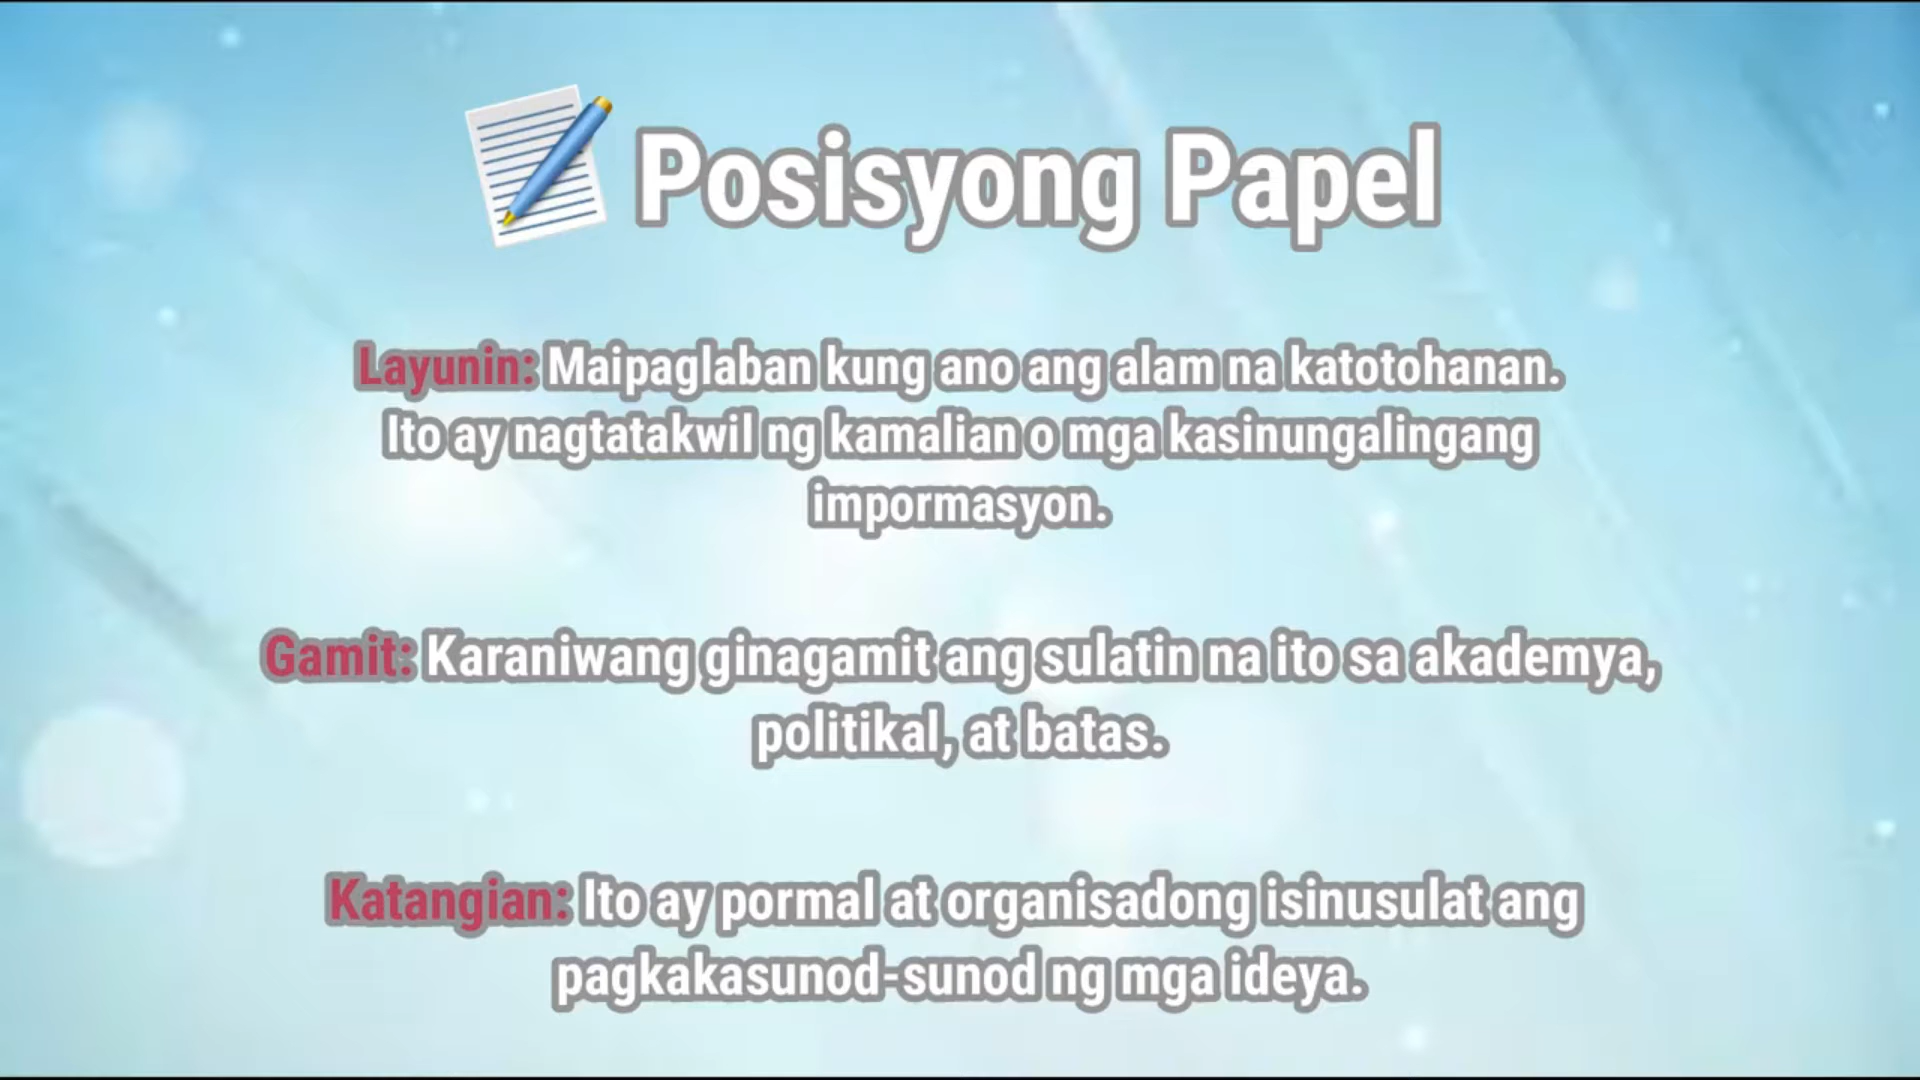 Posisyong Papel
Layunin: Maipaglaban kung ano ang alam na katotohanan.
Ito ay nagtatakwil ng kamalian o mga kasinungalingang
impormasyon.
Gamit: Karaniwang ginagamit ang sulatin na ito sa akademya,
politikal, at batas.
Katangian: Ito ay pormal at organisadong isinusulat ang
pagkakasunod-sunod ng mga ideya.